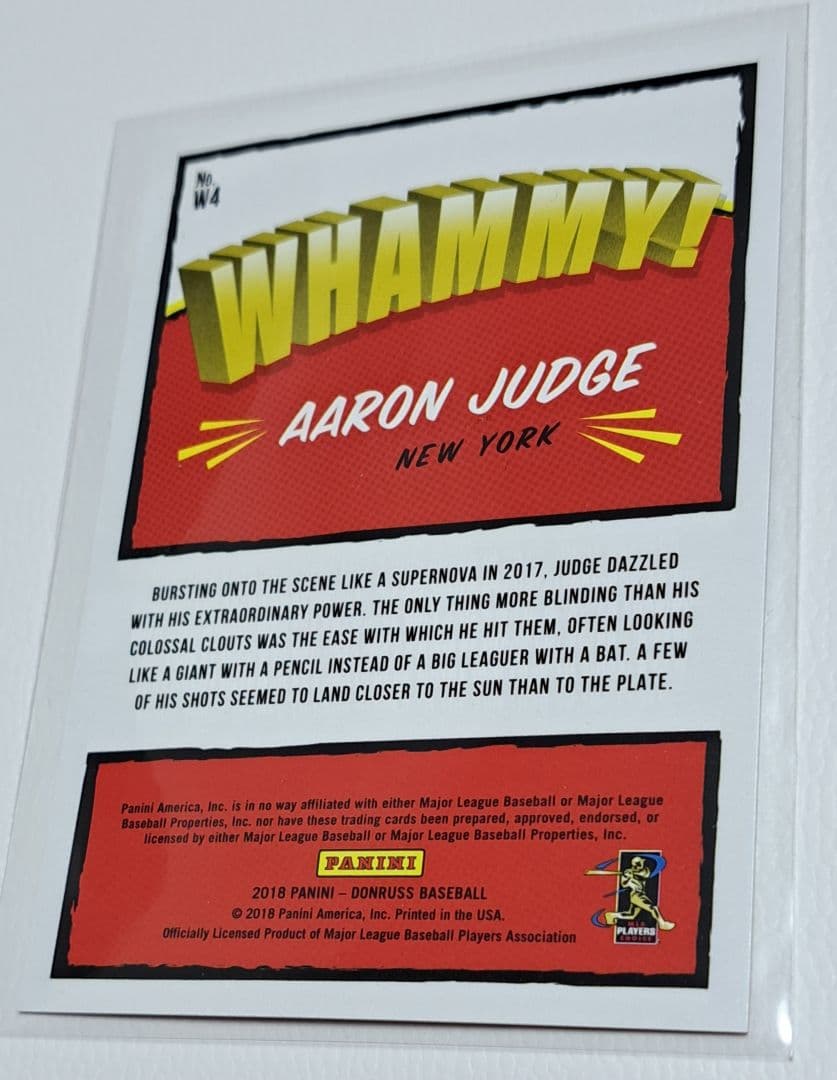 No.
W4
WHAMMY!
AARON JUDGE
NEW YORK
BURSTING ONTO THE SCENE LIKE A SUPERNOVA IN 2017, JUDGE DAZZLED
WITH HIS EXTRAORDINARY POWER. THE ONLY THING MORE BLINDING THAN HIS
COLOSSAL CLOUTS WAS THE EASE WITH WHICH HE HIT THEM, OFTEN LOOKING
LIKE A GIANT WITH A PENCIL INSTEAD OF A BIG LEAGUER WITH A BAT. A FEW
OF HIS SHOTS SEEMED TO LAND CLOSER TO THE SUN THAN TO THE PLATE.
Panini America, Inc. is in no way affiliated with either Major League Baseball or Major League
Baseball Properties, Inc. nor have these trading cards been prepared, approved, endorsed, or
licensed by either Major League Baseball or Major League Baseball Properties, Inc.
PANINI
2018 PANINI – DONRUSS BASEBALL
© 2018 Panini America, Inc. Printed in the USA.
Officially Licensed Product of Major League Baseball Players Association
MLB
PLAYERS
CHOICE